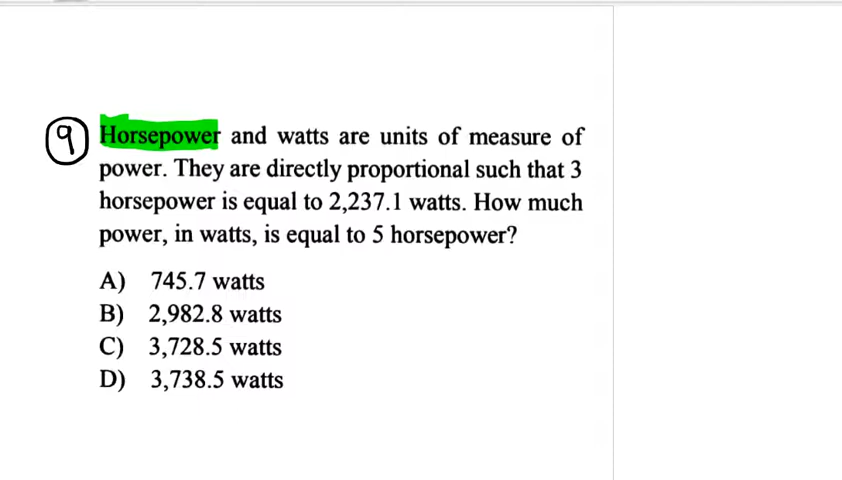 9 Horsepower and watts are units of measure of
power. They are directly proportional such that 3
horsepower is equal to 2,237.1 watts. How much
power, in watts, is equal to 5 horsepower?
A) 745.7 watts
B) 2,982.8 watts
C) 3,728.5 watts
D) 3,738.5 watts